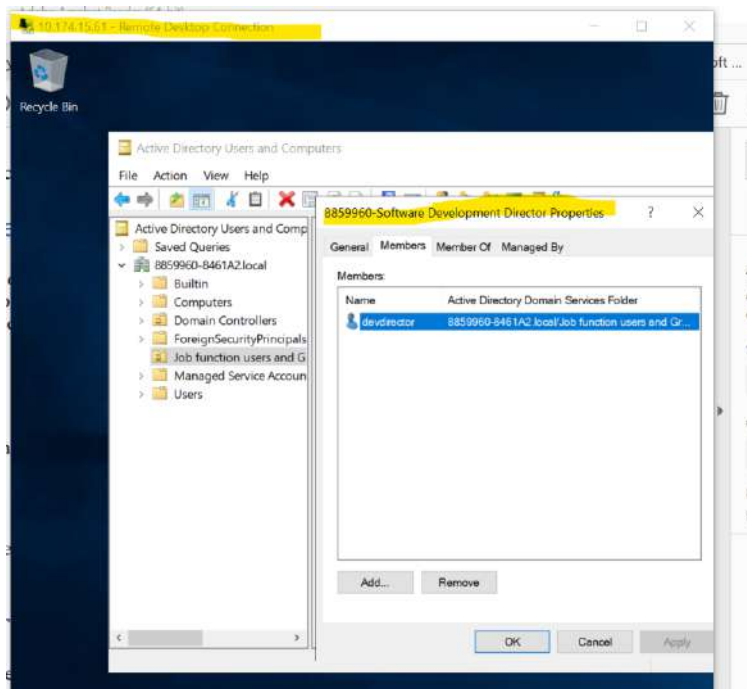 10.174.15.61 - Remote Desktop Connection
oft ...
Recycle Bin
Active Directory Users and Computers
File Action View Help
8859960-Software Development Director Properties
Active Directory Users and Comp
Saved Queries
8859960-8461A2.local
Builtin
Computers
Domain Controllers
ForeignSecurityPrincipals
Job function users and G
Managed Service Accoun
Users
General Members Member Of Managed By
Members:
Name Active Directory Domain Services Folder
devdirector 8859960-8461A2.local/Job function users and Gr...
Add... Remove
OK Cancel Apply